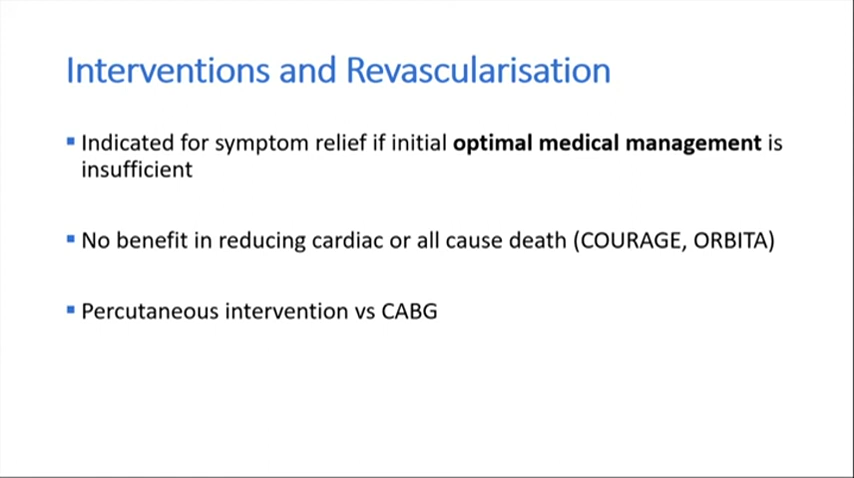 Interventions and Revascularisation
Indicated for symptom relief if initial optimal medical management is
insufficient
No benefit in reducing cardiac or all cause death (COURAGE, ORBITA)
Percutaneous intervention vs CABG